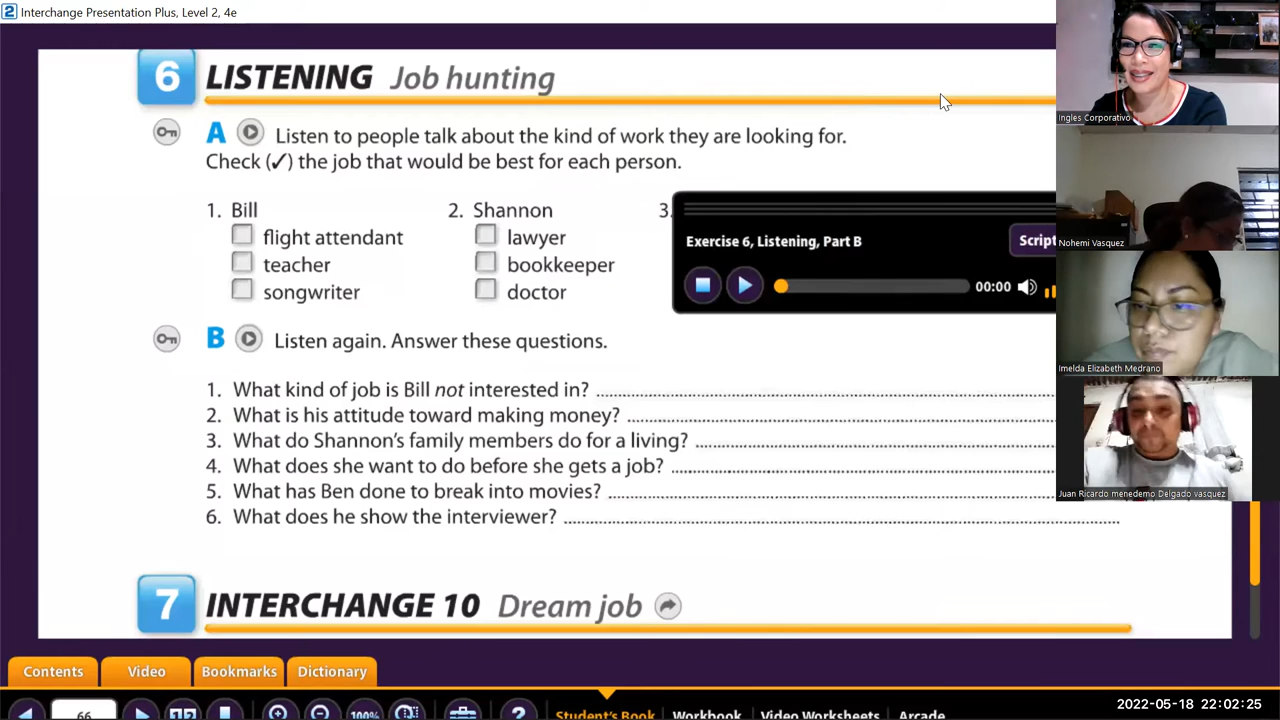 Interchange Presentation Plus, Level 2, 4e
6 LISTENING Job hunting
A Listen to people talk about the kind of work they are looking for.
Check (✓) the job that would be best for each person.
1. Bill
flight attendant
teacher
songwriter
2. Shannon
lawyer
bookkeeper
doctor
3.
Exercise 6, Listening, Part B
Script
00:00
B Listen again. Answer these questions.
1. What kind of job is Bill not interested in?
2. What is his attitude toward making money?
3. What do Shannon's family members do for a living?
4. What does she want to do before she gets a job?
5. What has Ben done to break into movies?
6. What does he show the interviewer?
7 INTERCHANGE 10 Dream job
Contents Video Bookmarks Dictionary
66 100% ? Student's Book Workbook Video Worksheets Arcade
Ingles Corporativo
Nohemi Vasquez
Imelda Elizabeth Medrano
Juan Ricardo menedemo Delgado vasquez
2022-05-18 22:02:25